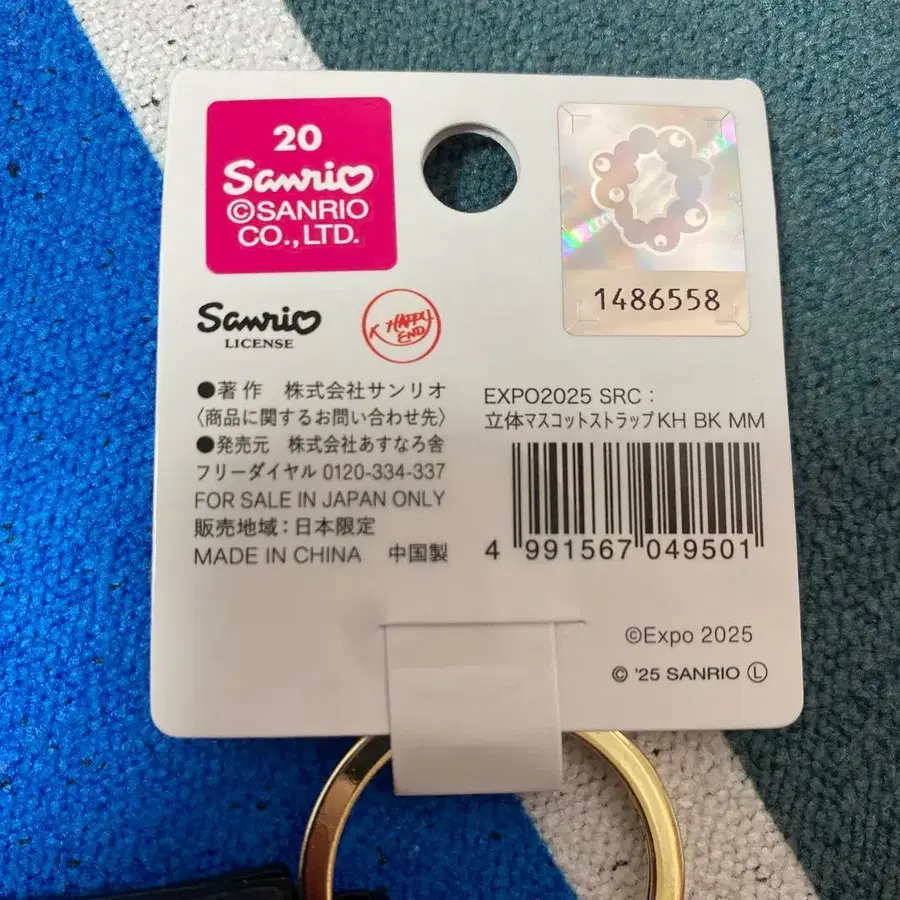 20
Sanrio
©SANRIO
CO.,LTD.
1486558
Sanrio
LICENSE
HAPPY
END
●著作 株式会社サンリオ
〈商品に関するお問い合わせ先〉
●発売元 株式会社あすなろ舎
フリーダイヤル 0120-334-337
FOR SALE IN JAPAN ONLY
販売地域：日本限定
MADE IN CHINA 中国製
EXPO2025 SRC：
立体マスコットストラップKH BK MM
4 991567 049501
©Expo 2025
© '25 SANRIO Ⓛ